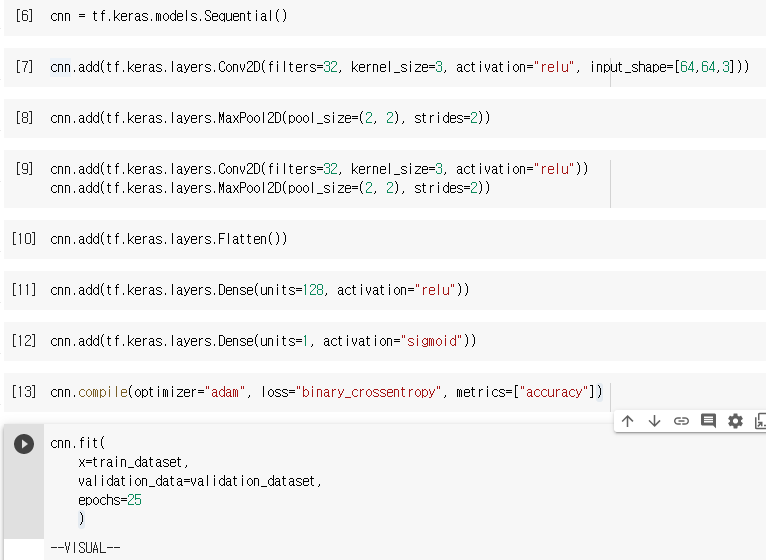 [6] cnn = tf.keras.models.Sequential()
[7] cnn.add(tf.keras.layers.Conv2D(filters=32, kernel_size=3, activation="relu", input_shape=[64,64,3]))
[8] cnn.add(tf.keras.layers.MaxPool2D(pool_size=(2, 2), strides=2))
[9] cnn.add(tf.keras.layers.Conv2D(filters=32, kernel_size=3, activation="relu"))
cnn.add(tf.keras.layers.MaxPool2D(pool_size=(2, 2), strides=2))
[10] cnn.add(tf.keras.layers.Flatten())
[11] cnn.add(tf.keras.layers.Dense(units=128, activation="relu"))
[12] cnn.add(tf.keras.layers.Dense(units=1, activation="sigmoid"))
[13] cnn.compile(optimizer="adam", loss="binary_crossentropy", metrics=["accuracy"])
cnn.fit(
x=train_dataset,
validation_data=validation_dataset,
epochs=25
)
--VISUAL--